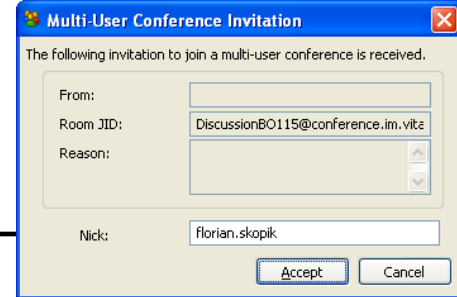 Multi-User Conference Invitation
The following invitation to join a multi-user conference is received.
From:
Room JID: DiscussionBO115@conference.im.vita
Reason:
Nick: florian.skopik
Accept Cancel